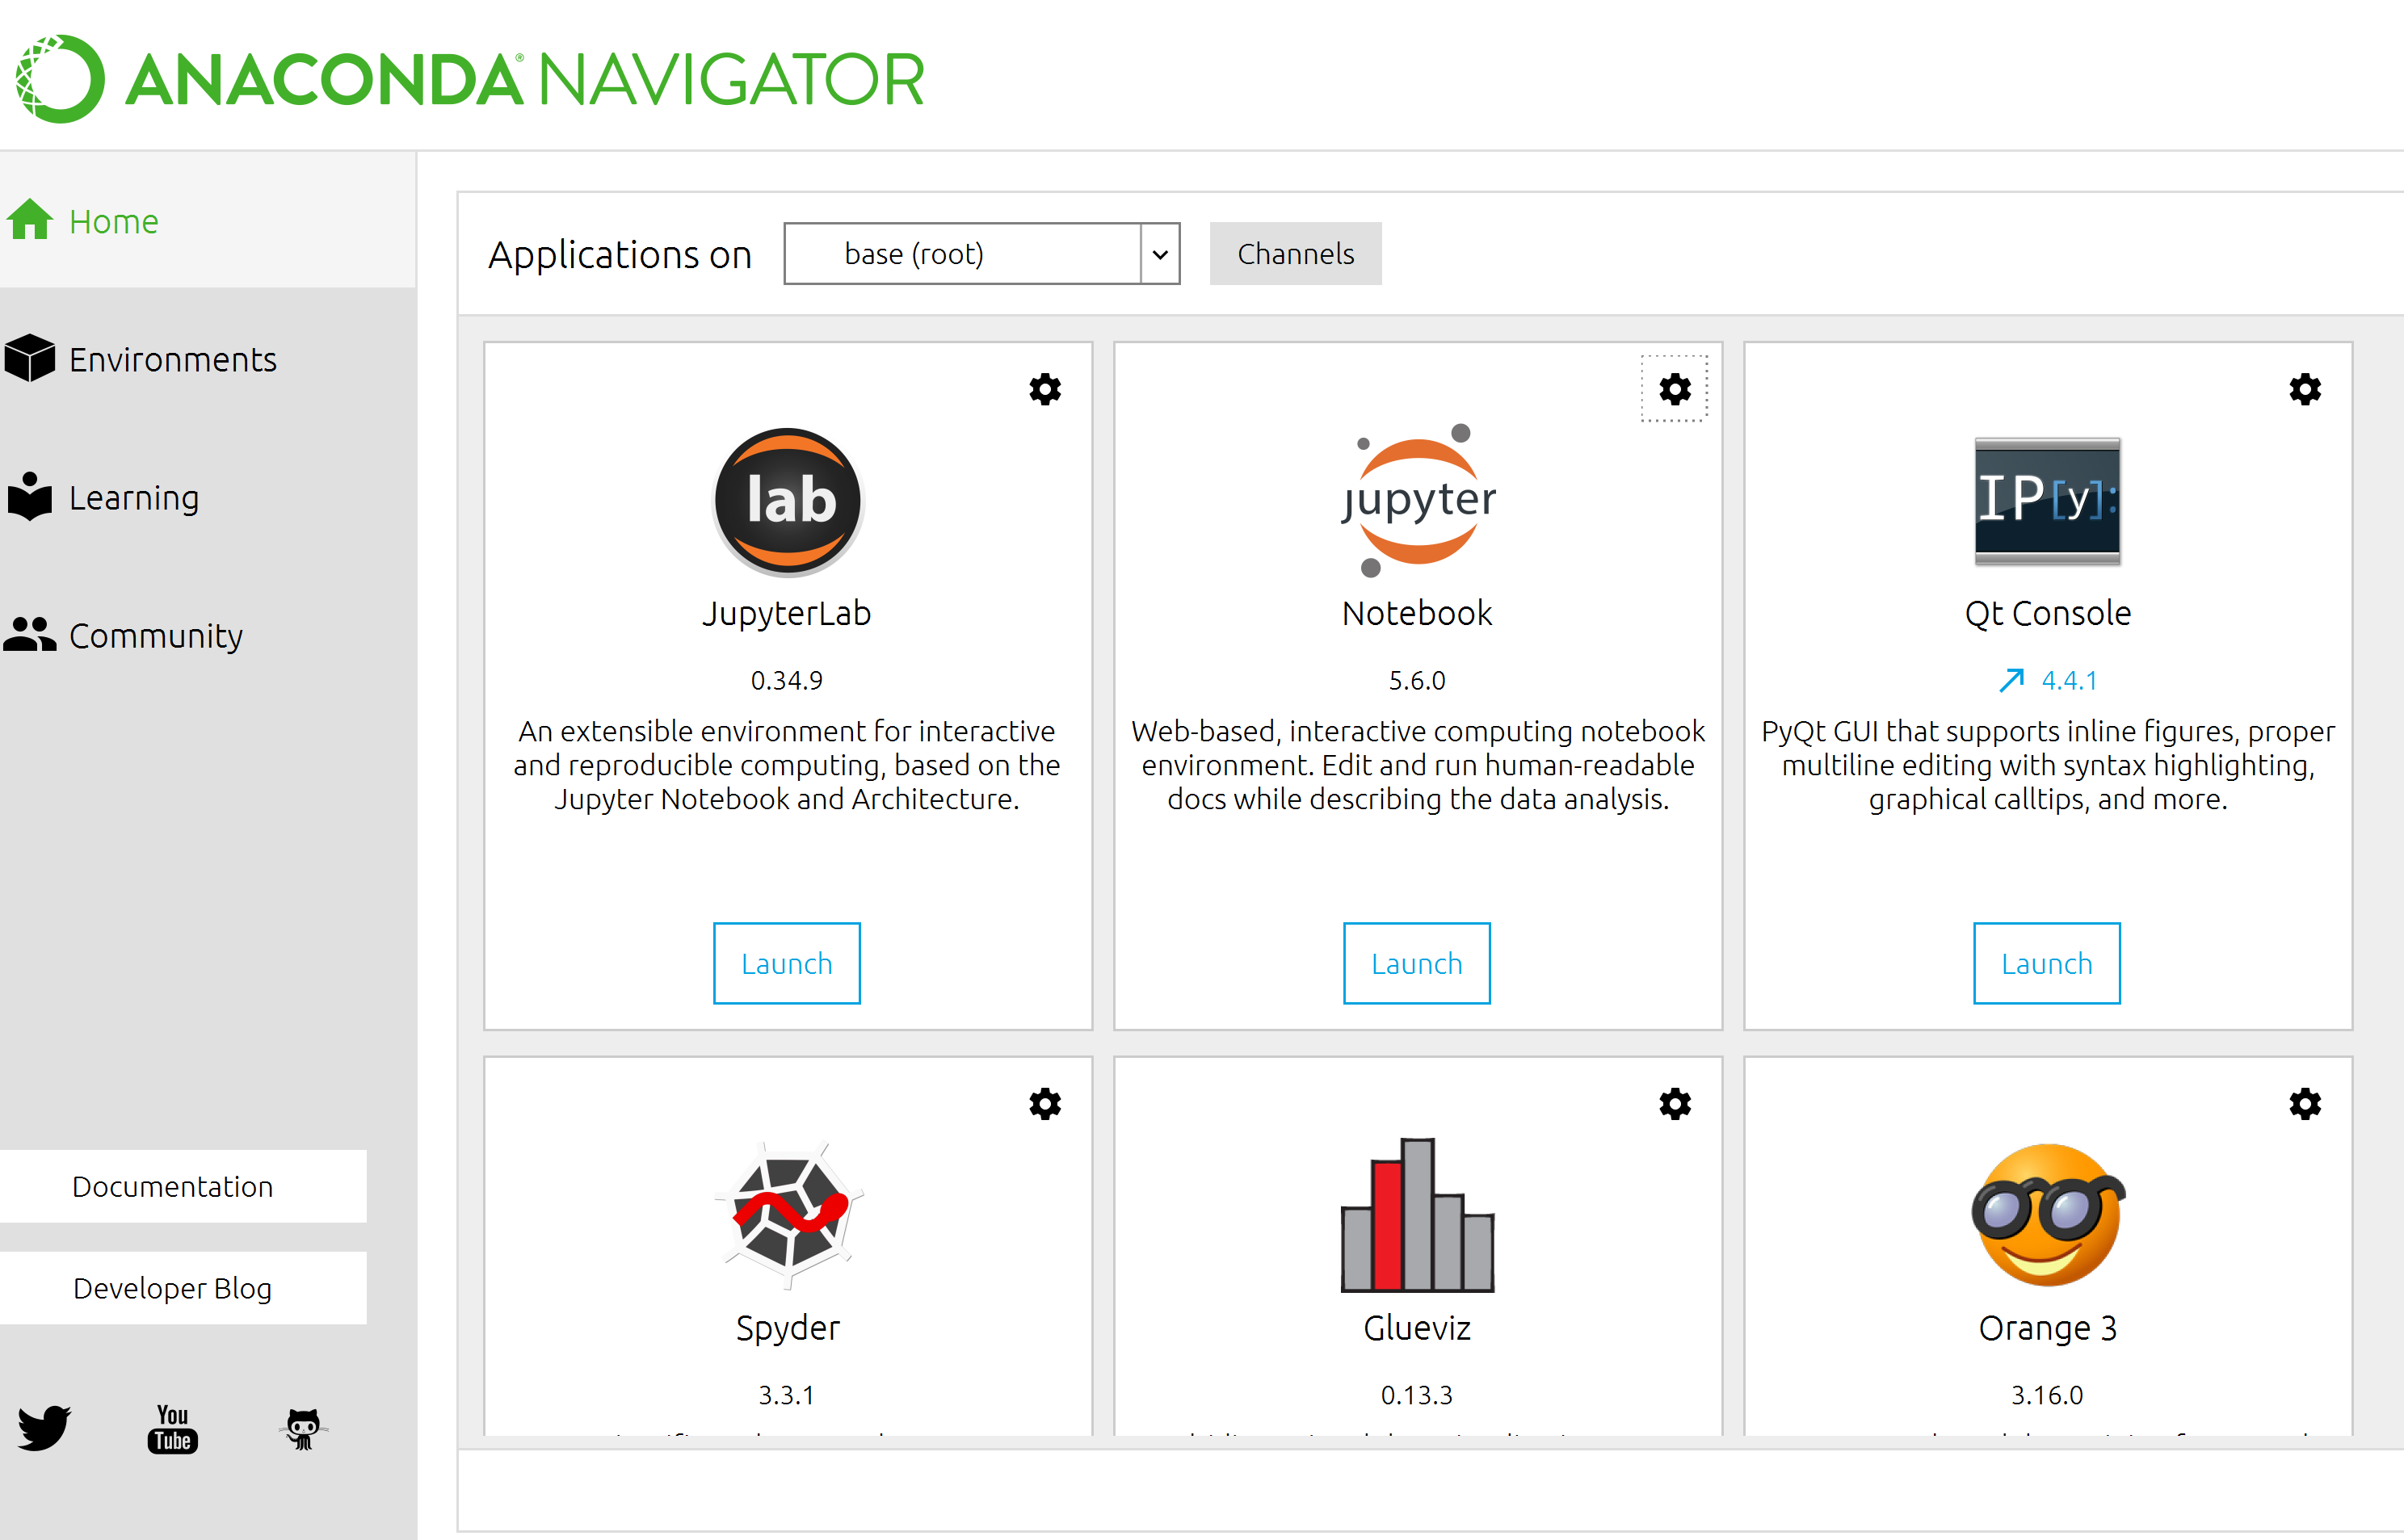 ANACONDA® NAVIGATOR
Home
Environments
Learning
Community
Documentation
Developer Blog
You
Tube
Applications on
base (root)
Channels
lab
JupyterLab
0.34.9
An extensible environment for interactive
and reproducible computing, based on the
Jupyter Notebook and Architecture.
Launch
jupyter
Notebook
5.6.0
Web-based, interactive computing notebook
environment. Edit and run human-readable
docs while describing the data analysis.
Launch
IP[y]:
Qt Console
4.4.1
PyQt GUI that supports inline figures, proper
multiline editing with syntax highlighting,
graphical calltips, and more.
Launch
Spyder
3.3.1
Glueviz
0.13.3
Orange 3
3.16.0